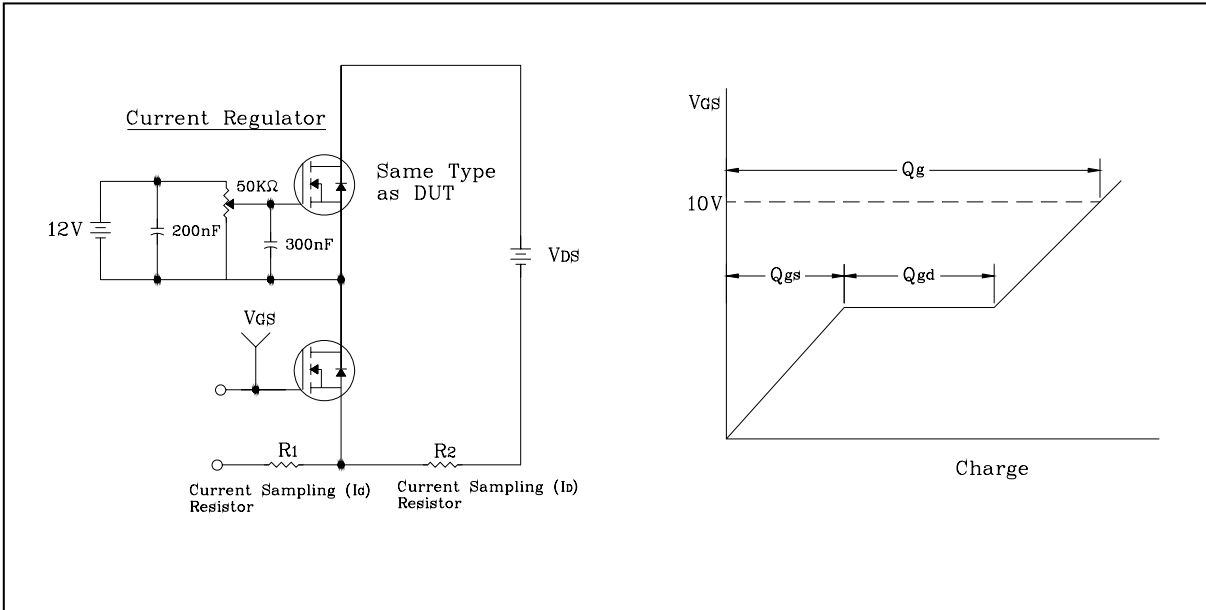 Current Regulator
50KΩ
Same Type
as DUT
12V
200nF
300nF
VDS
VGS
R1
R2
Current Sampling (IG)
Resistor
Current Sampling (ID)
Resistor
VGS
Qg
10V
Qgs
Qgd
Charge